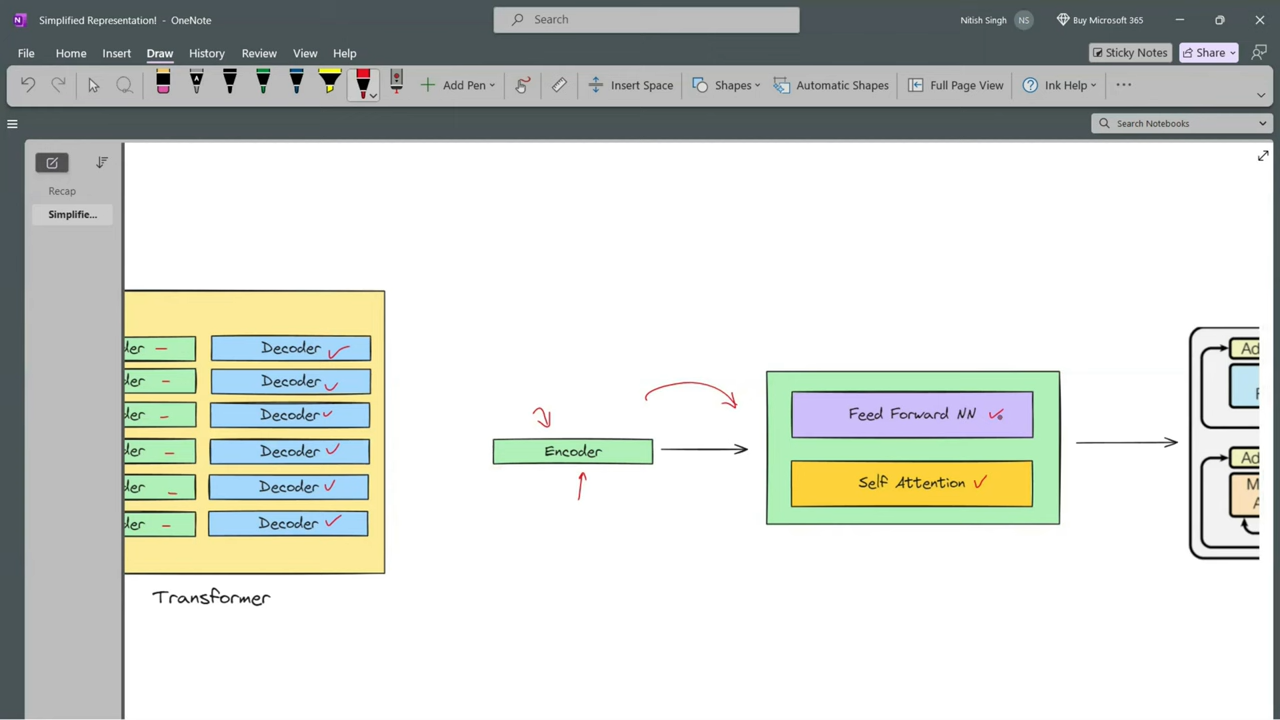 Simplified Representation! - OneNote
Search
Nitish Singh
NS
Buy Microsoft 365
File Home Insert Draw History Review View Help
Sticky Notes
Share
Add Pen
Insert Space
Shapes
Automatic Shapes
Full Page View
Ink Help
Search Notebooks
Recap
Simplifie...
der Decoder
der Decoder
der Decoder
der Decoder
der Decoder
der Decoder
Transformer
Encoder
Feed Forward NN
Self Attention
Ad
F
Ad
M
A